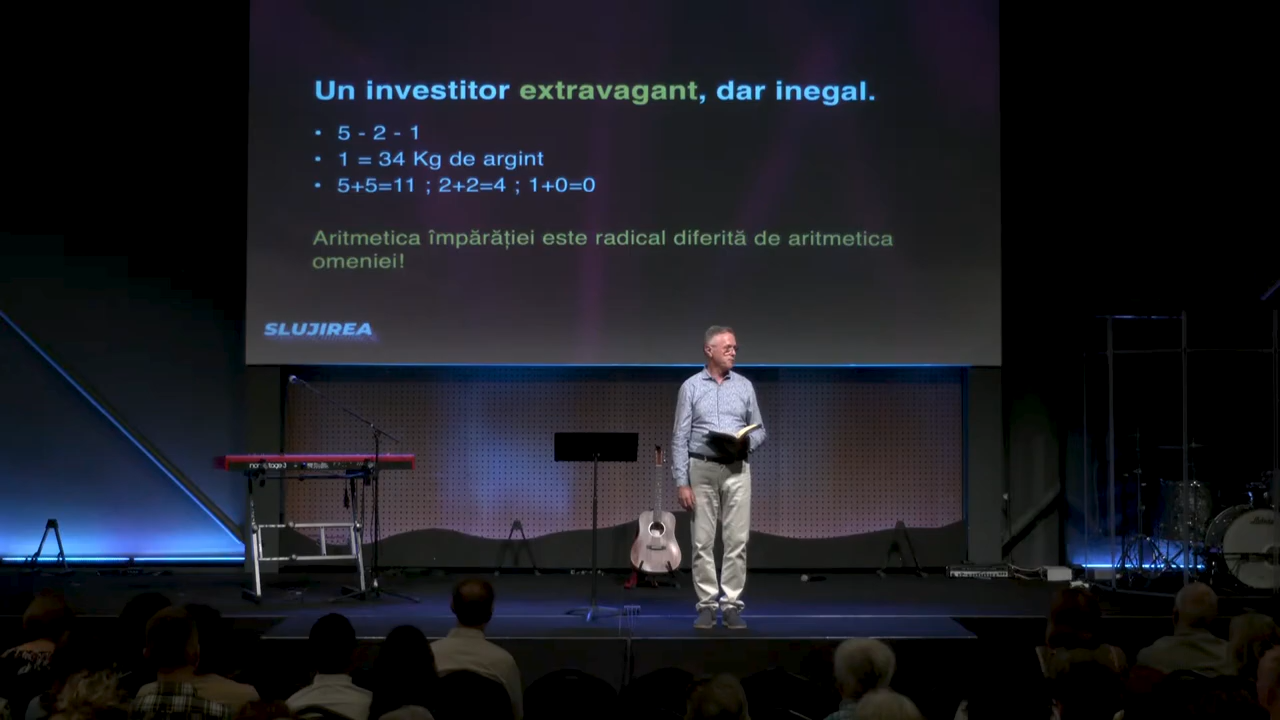 Un investitor extravagant, dar inegal.
• 5 - 2 - 1
• 1 = 34 Kg de argint
• 5+5=11 ; 2+2=4 ; 1+0=0
Aritmetica împărăției este radical diferită de aritmetica
omeniei!
SLUJIREA